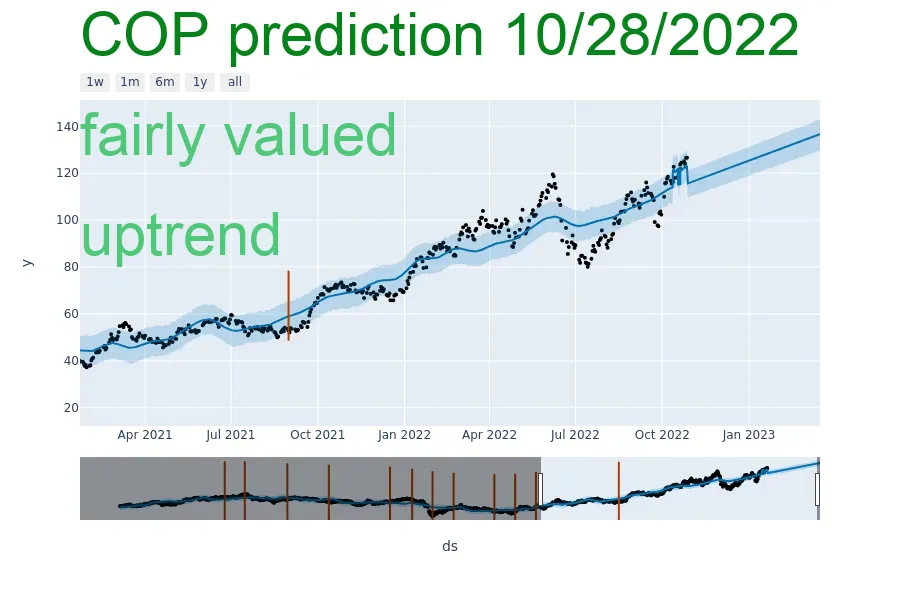 COP prediction 10/28/2022
1w 1m 6m 1y all
fairly valued
uptrend
140
120
100
80
60
40
20
y
Apr 2021 Jul 2021 Oct 2021 Jan 2022 Apr 2022 Jul 2022 Oct 2022 Jan 2023
ds